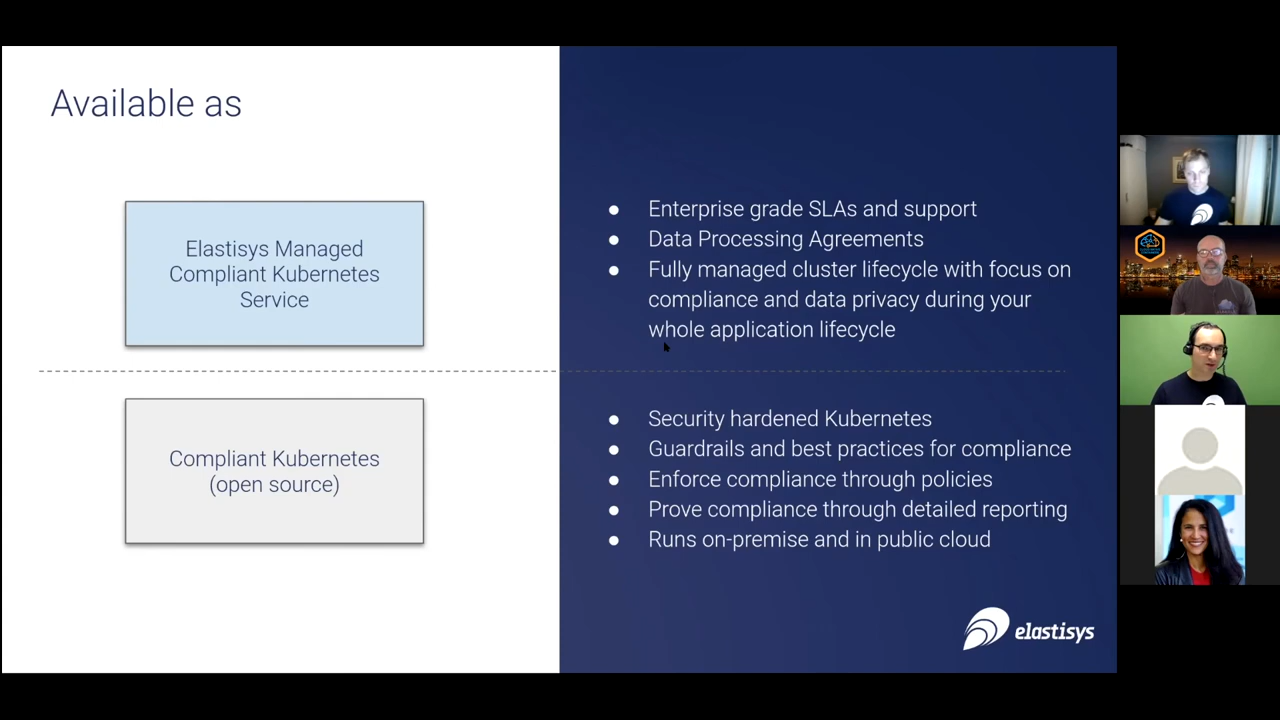 Available as
Elastisys Managed
Compliant Kubernetes
Service
● Enterprise grade SLAs and support
● Data Processing Agreements
● Fully managed cluster lifecycle with focus on
compliance and data privacy during your
whole application lifecycle
Compliant Kubernetes
(open source)
● Security hardened Kubernetes
● Guardrails and best practices for compliance
● Enforce compliance through policies
● Prove compliance through detailed reporting
● Runs on-premise and in public cloud
elastisys